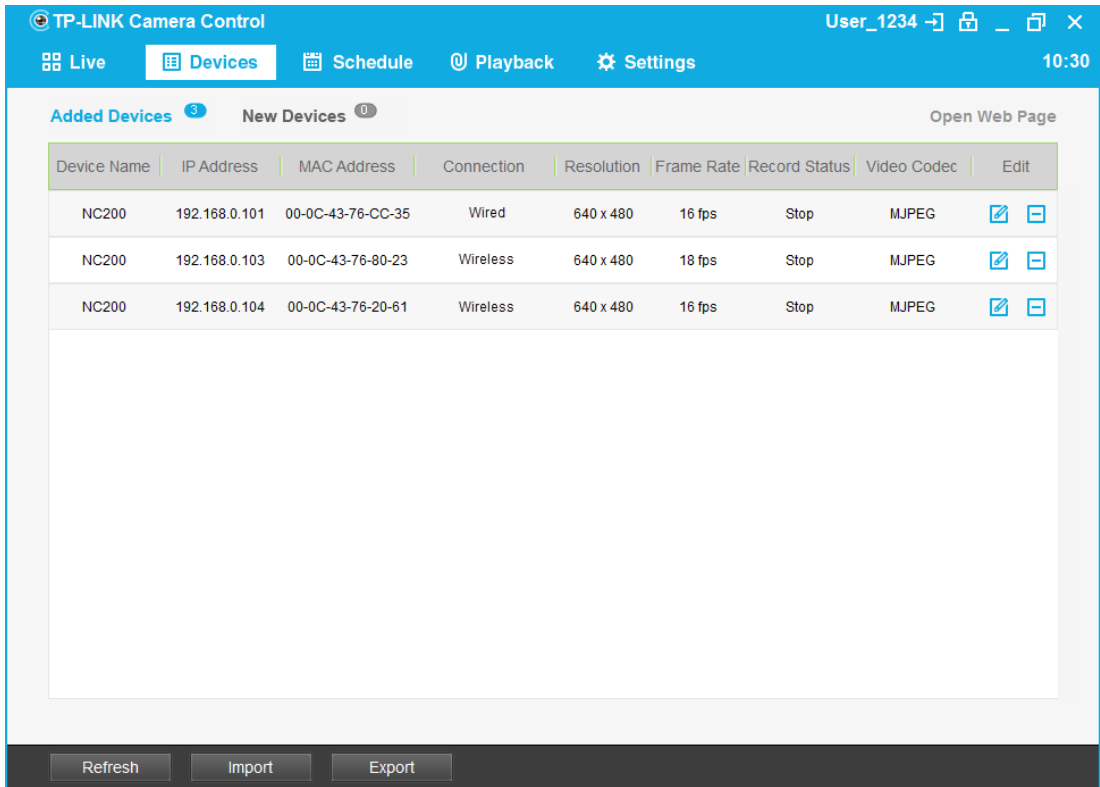 TP-LINK Camera Control User_1234
Live Devices Schedule Playback Settings 10:30
Added Devices 3 New Devices 0 Open Web Page
Device Name IP Address MAC Address Connection Resolution Frame Rate Record Status Video Codec Edit
NC200 192.168.0.101 00-0C-43-76-CC-35 Wired 640 x 480 16 fps Stop MJPEG
NC200 192.168.0.103 00-0C-43-76-80-23 Wireless 640 x 480 18 fps Stop MJPEG
NC200 192.168.0.104 00-0C-43-76-20-61 Wireless 640 x 480 16 fps Stop MJPEG
Refresh Import Export